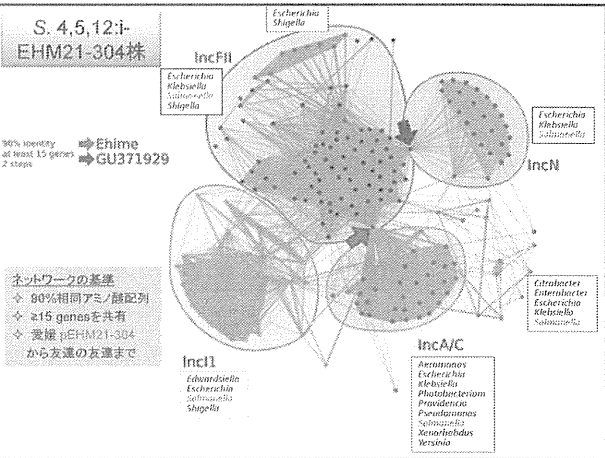 S. 4,5,12:i-
EHM21-304株
Escherichia
Shigella
IncFII
Escherichia
Klebsiella
Salmonella
Shigella
Escherichia
Klebsiella
Salmonella
IncN
90% identity
at least 15 genes
2 steps
Ehime
GU371929
ネットワークの基準
90%相同アミノ酸配列
≥15 genesを共有
愛媛 pEHM21-304
から友達の友達まで
IncI1
Edwardsiella
Escherichia
Salmonella
Shigella
IncA/C
Aeromonas
Escherichia
Klebsiella
Photobacterium
Providencia
Pseudomonas
Salmonella
Xenorhabdus
Yersinia
Citrobacter
Enterobacter
Escherichia
Klebsiella
Salmonella